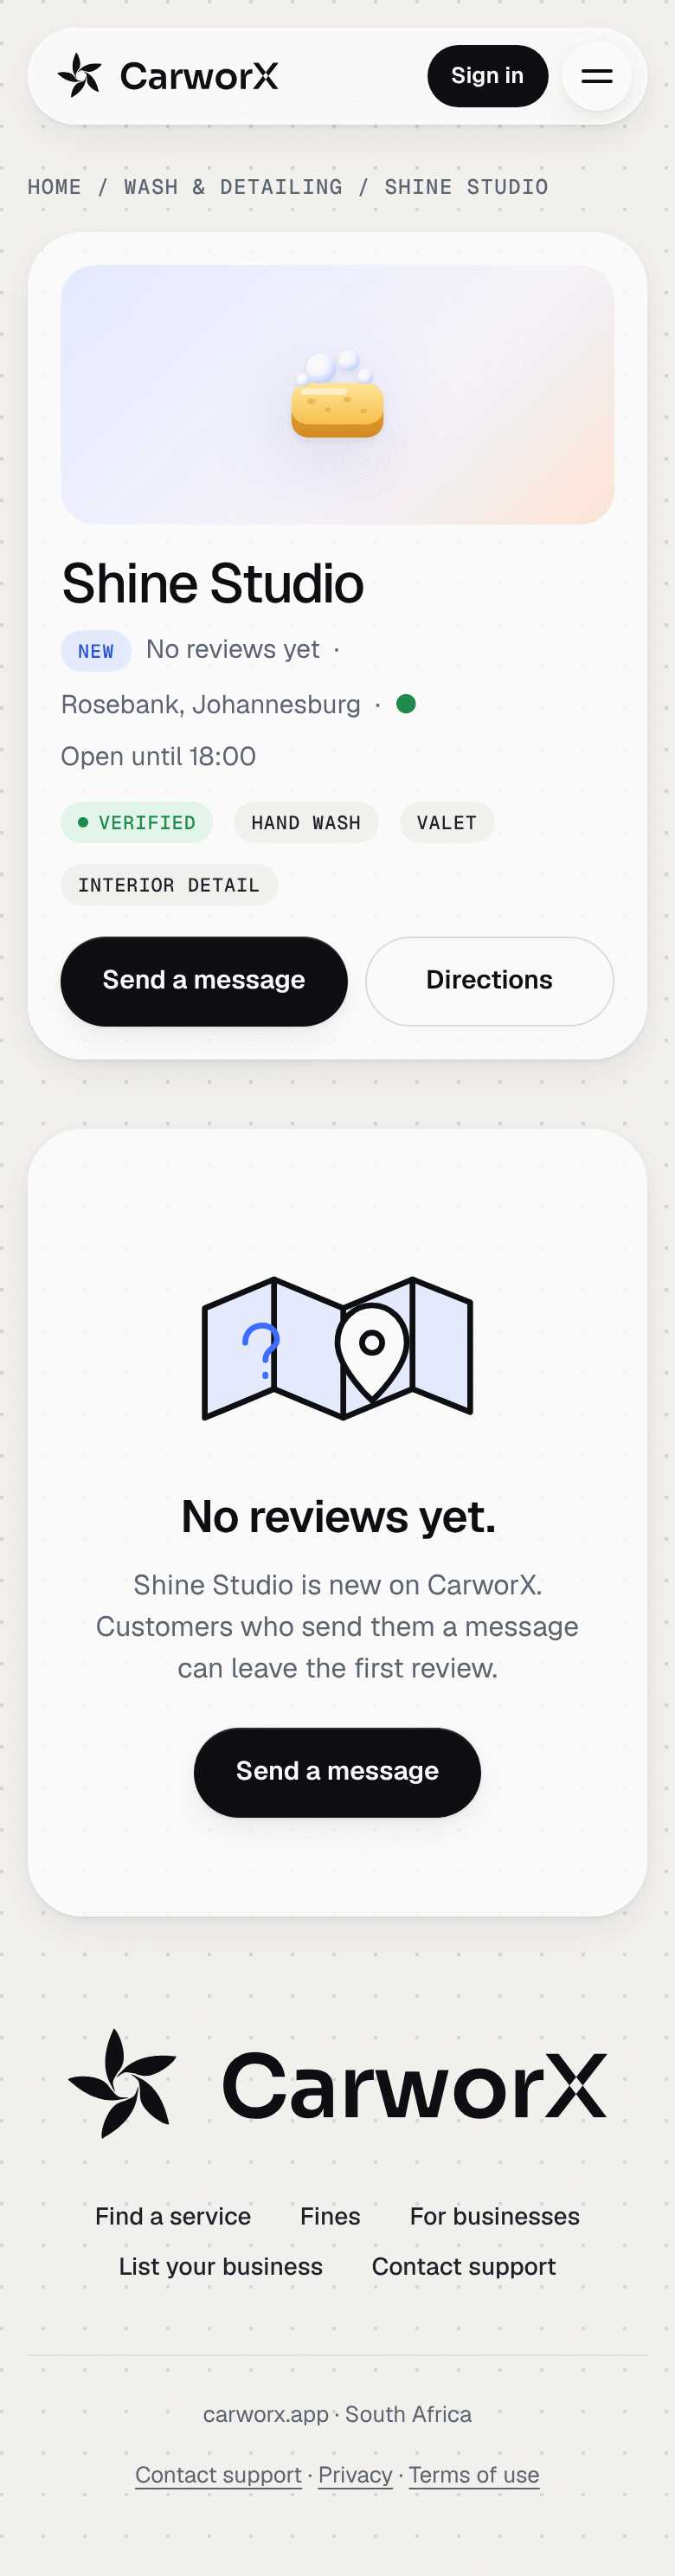 CarworX
Sign in
HOME / WASH & DETAILING / SHINE STUDIO
Shine Studio
NEW No reviews yet ·
Rosebank, Johannesburg ·
Open until 18:00
VERIFIED HAND WASH VALET
INTERIOR DETAIL
Send a message Directions
?
No reviews yet.
Shine Studio is new on CarworX.
Customers who send them a message
can leave the first review.
Send a message
CarworX
Find a service Fines For businesses
List your business Contact support
carworx.app · South Africa
Contact support · Privacy · Terms of use